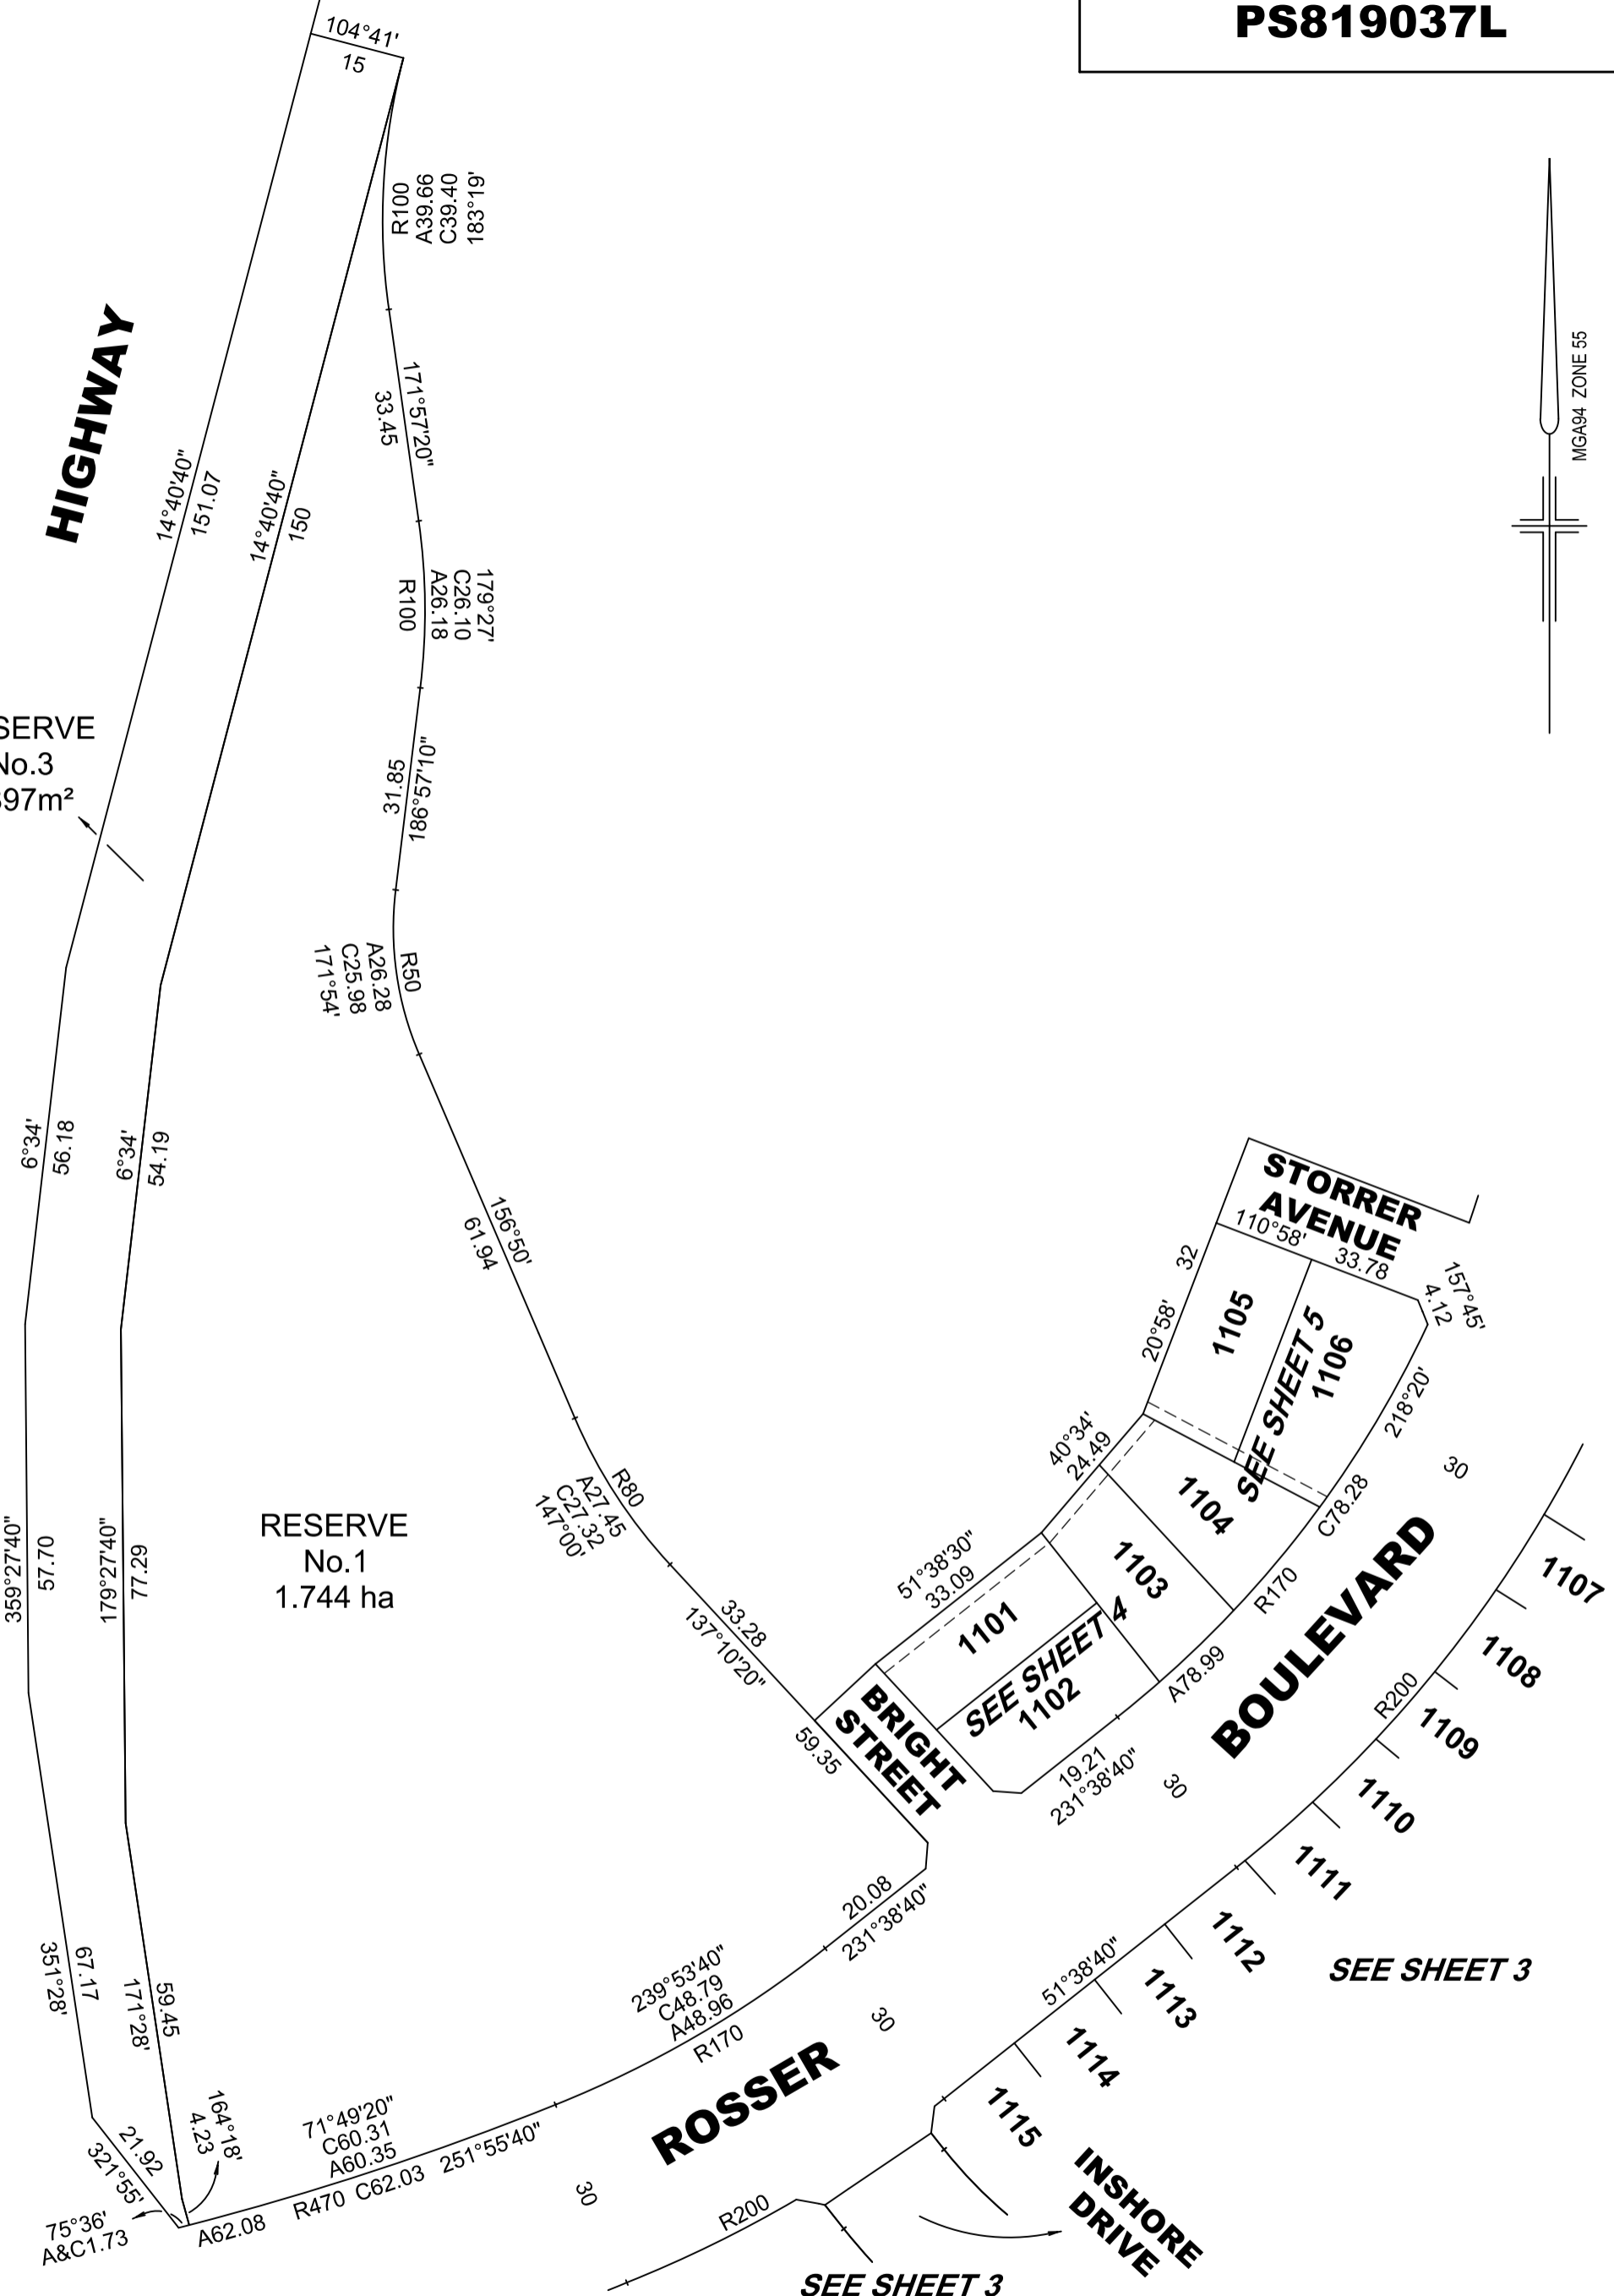 PS819037L
104°41'
15
R100
A39.66
C39.40
183°19'
MGA94 ZONE 55
HIGHWAY
171°57'20"
33.45
14°40'40"
151.07
14°40'40"
150
179°27'
C26.10
A26.18
R100
No.3
31.85
186°57'10"
R50
A26.28
C25.98
171°54'
6°34'
56.18
6°34'
54.19
STORRER
AVENUE
156°50'
61.94
110°58'
33.78
32
20°58'
157°45'
4.12
1105
SEE SHEET 5
1106
218°20'
40°34'
24.49
30
R80
A27.45
C27.32
147°00'
1104
C78.28
RESERVE
No.1
1.744 ha
359°27'40"
57.70
179°27'40"
77.29
51°38'30"
33.09
1103
R170
BOULEVARD
1107
33.28
137°10'20"
1101
SEE SHEET 4
1102
A78.99
1108
R200
1109
59.35
BRIGHT
STREET
19.21
231°38'40"
30
1110
1111
20.08
231°38'40"
1112
SEE SHEET 3
351°28'
67.17
171°28'
59.45
239°53'40"
C48.79
A48.96
R170
30
51°38'40"
1113
1114
ROSSER
1115
164°18'
4.23
71°49'20"
C60.31
A60.35
21.92
321°55'
R470 C62.03 251°55'40"
30
INSHORE
DRIVE
75°36'
A&C1.73
A62.08
R200
SEE SHEET 3